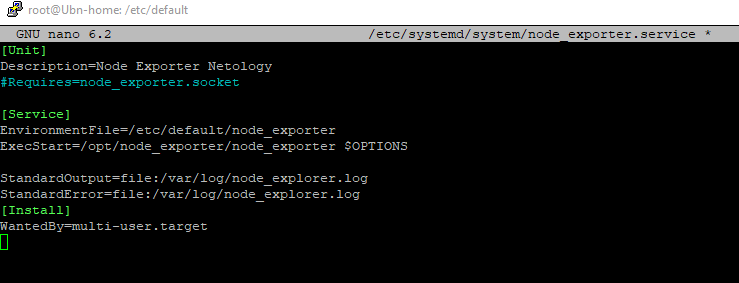 root@Ubn-home: /etc/default
GNU nano 6.2 /etc/systemd/system/node_exporter.service *
[Unit]
Description=Node Exporter Netology
#Requires=node_exporter.socket
[Service]
EnvironmentFile=/etc/default/node_exporter
ExecStart=/opt/node_exporter/node_exporter $OPTIONS
StandardOutput=file:/var/log/node_explorer.log
StandardError=file:/var/log/node_explorer.log
[Install]
WantedBy=multi-user.target